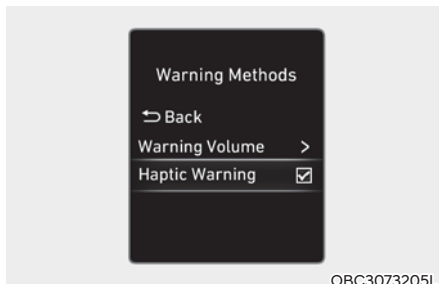 Warning Methods
Back
Warning Volume >
Haptic Warning
OBC3073205L